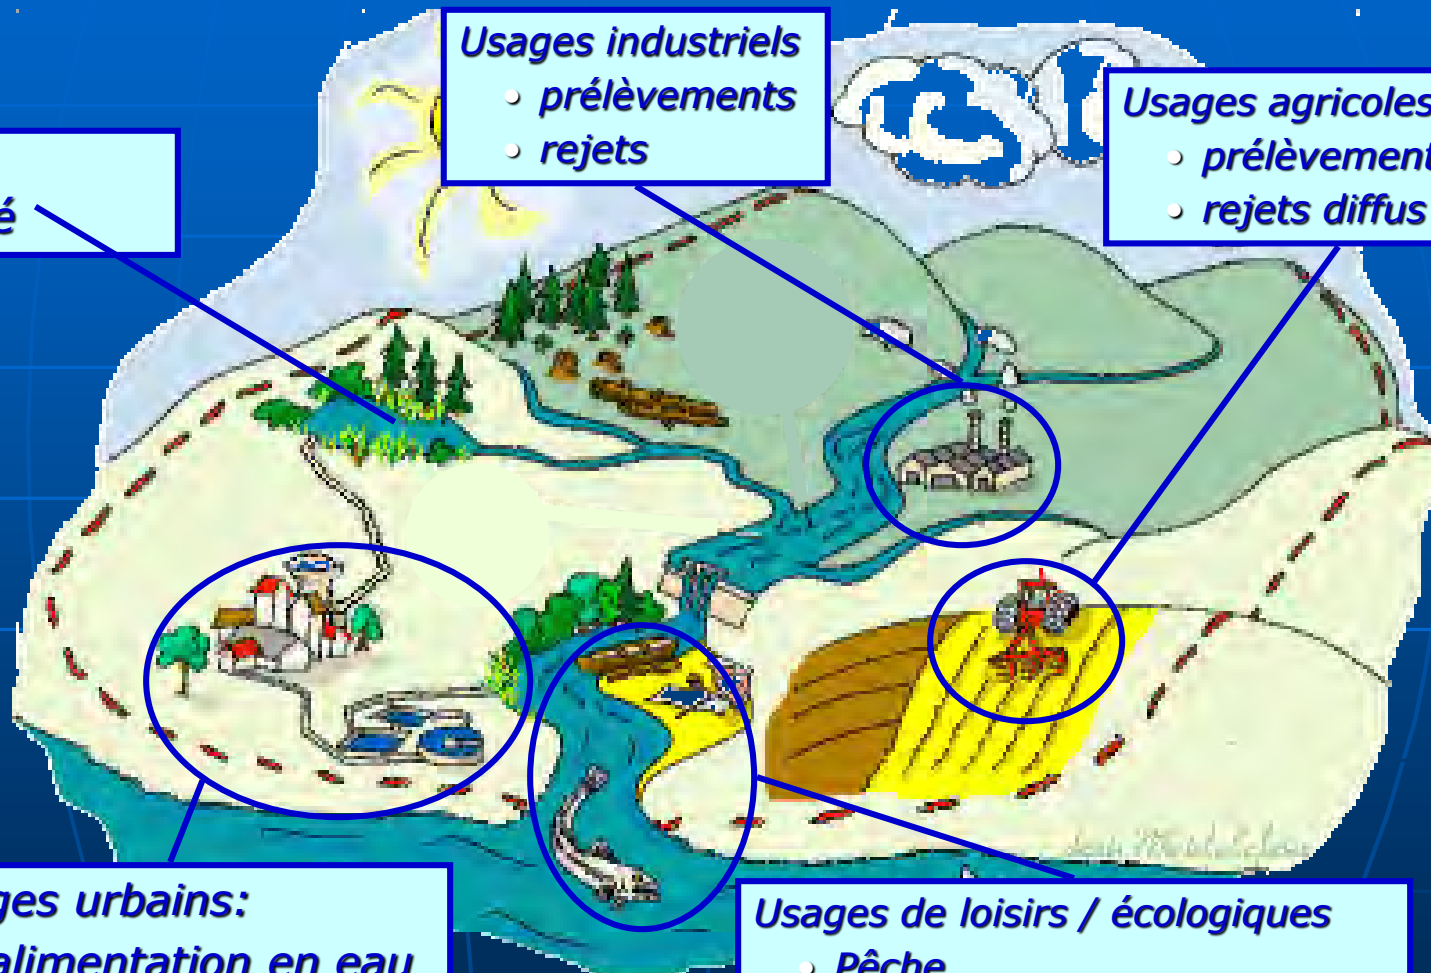 Usages industriels
• prélèvements
• rejets
Usages agricoles
• prélèvement
• rejets diffus
é
ges urbains:
alimentation en eau
Usages de loisirs / écologiques
• Pêche